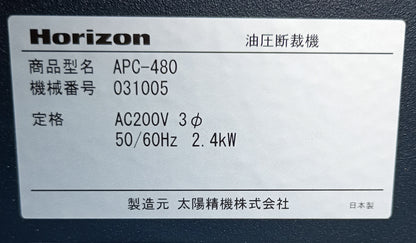 Horizon 油圧断裁機
商品型名 APC-480
機械番号 031005
定格 AC200V 3φ
50/60Hz 2.4kW
製造元 太陽精機株式会社 日本製